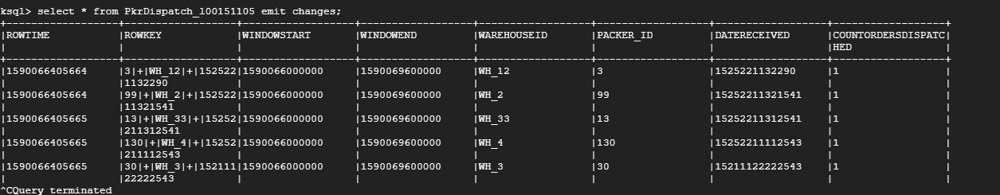 ksql> select * from PkrDispatch_l00151105 emit changes;
+------------------+------------------+------------------+------------------+------------------+------------------+------------------+------------------+
|ROWTIME           |ROWKEY            |WINDOWSTART       |WINDOWEND         |WAREHOUSEID       |PACKER_ID         |DATERECEIVED      |COUNTORDERSDISPATC|
|                  |                  |                  |                  |                  |                  |                  |HED               |
+------------------+------------------+------------------+------------------+------------------+------------------+------------------+------------------+
|1590066405664     |3|+|WH_12|+|152522|1590066000000     |1590069600000     |WH_12             |3                 |1525221132290     |1                 |
|                  |1132290           |                  |                  |                  |                  |                  |                  |
|1590066405664     |99|+|WH_2|+|152522|1590066000000     |1590069600000     |WH_2              |99                |15252211321541    |1                 |
|                  |11321541          |                  |                  |                  |                  |                  |                  |
|1590066405665     |13|+|WH_33|+|15252|1590066000000     |1590069600000     |WH_33             |13                |15252211312541    |1                 |
|                  |211312541         |                  |                  |                  |                  |                  |                  |
|1590066405665     |130|+|WH_4|+|15252|1590066000000     |1590069600000     |WH_4              |130               |15252211112543    |1                 |
|                  |211112543         |                  |                  |                  |                  |                  |                  |
|1590066405665     |30|+|WH_3|+|152111|1590066000000     |1590069600000     |WH_3              |30                |15211122222543    |1                 |
|                  |22222543          |                  |                  |                  |                  |                  |                  |
^CQuery terminated